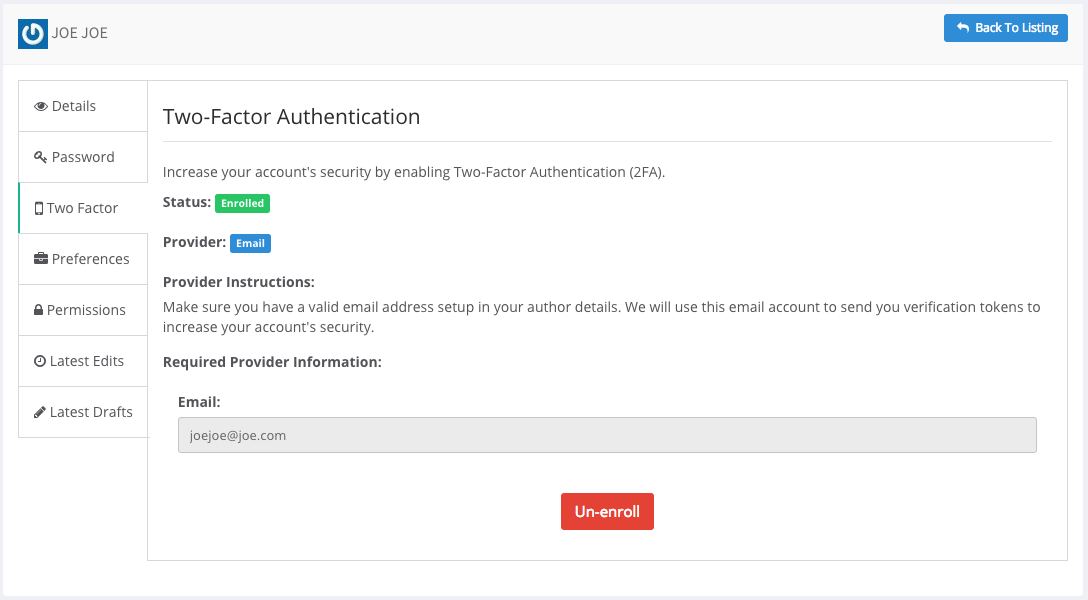 JOE JOE
Back To Listing
Details
Password
Two Factor
Preferences
Permissions
Latest Edits
Latest Drafts
Two-Factor Authentication
Increase your account's security by enabling Two-Factor Authentication (2FA).
Status: Enrolled
Provider: Email
Provider Instructions:
Make sure you have a valid email address setup in your author details. We will use this email account to send you verification tokens to
increase your account's security.
Required Provider Information:
Email:
joejoe@joe.com
Un-enroll